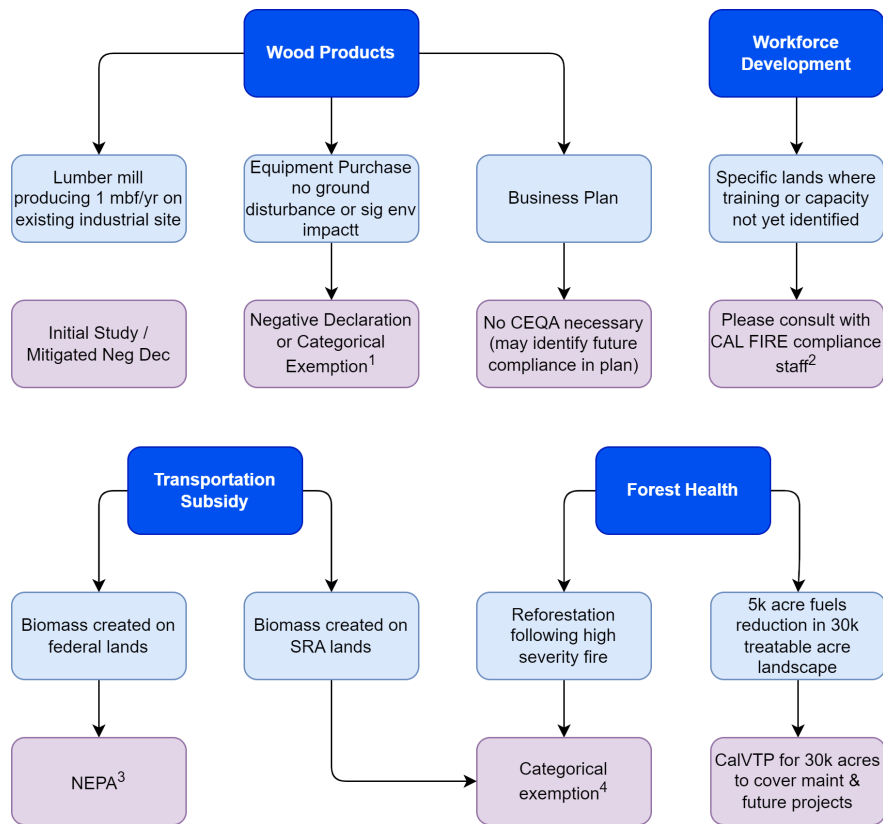 Wood Products
Workforce
Development
Lumber mill
producing 1 mbf/yr on
existing industrial site
Equipment Purchase
no ground
disturbance or sig env
impactt
Business Plan
Specific lands where
training or capacity
not yet identified
Initial Study /
Mitigated Neg Dec
Negative Declaration
or Categorical
Exemption1
No CEQA necessary
(may identify future
compliance in plan)
Please consult with
CAL FIRE compliance
staff2
Transportation
Subsidy
Forest Health
Biomass created on
federal lands
Biomass created on
SRA lands
Reforestation
following high
severity fire
5k acre fuels
reduction in 30k
treatable acre
landscape
NEPA3
Categorical
exemption4
CalVTP for 30k acres
to cover maint &
future projects